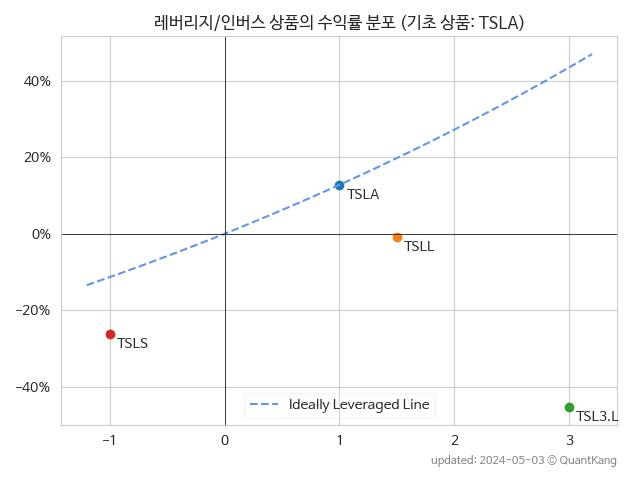 레버리지/인버스 상품의 수익률 분포 (기초 상품: TSLA)
40%
20%
0%
−20%
−40%
TSLA
TSLL
TSLS
TSL3.L
Ideally Leveraged Line
−1
0
1
2
3
updated: 2024-05-03 © QuantKang